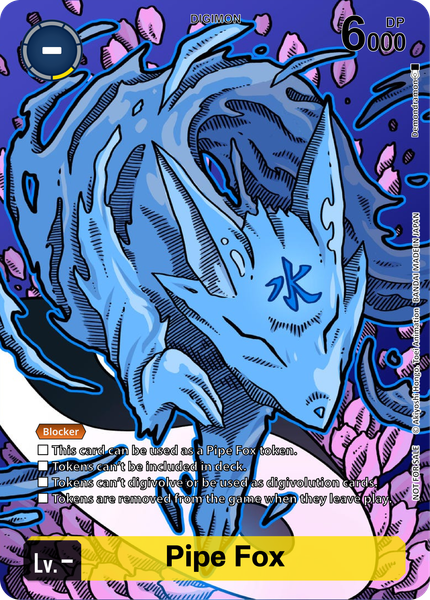 DIGIMON
-
DP
6000
Demondramon
水
Blocker
This card can be used as a Pipe Fox token.
Tokens can't be included in deck.
Tokens can't digivolve or be used as digivolution cards.
Tokens are removed from the game when they leave play.
NOT FOR SALE © Akiyoshi Hongo, Toei Animation BANDAI MADE IN JAPAN
Lv.-
Pipe Fox